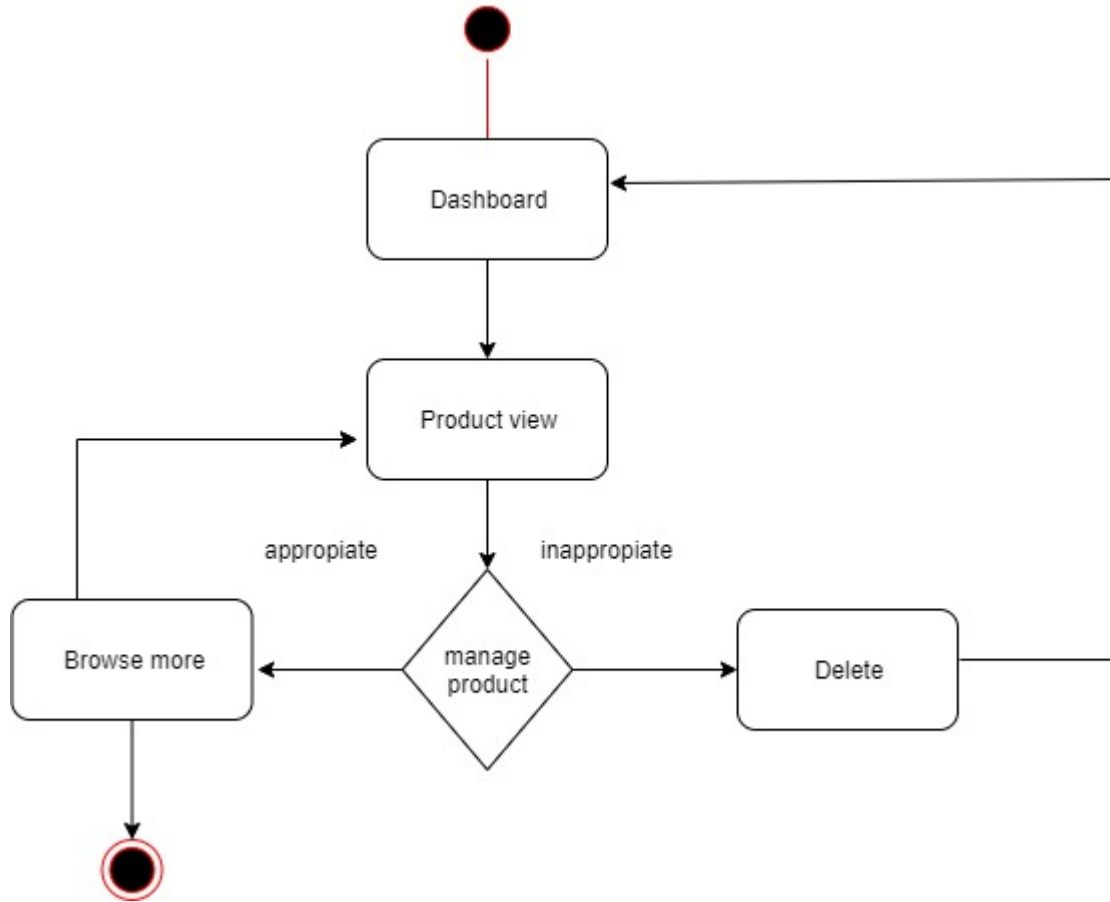 Dashboard
Product view
appropiate
inappropiate
Browse more
manage
product
Delete